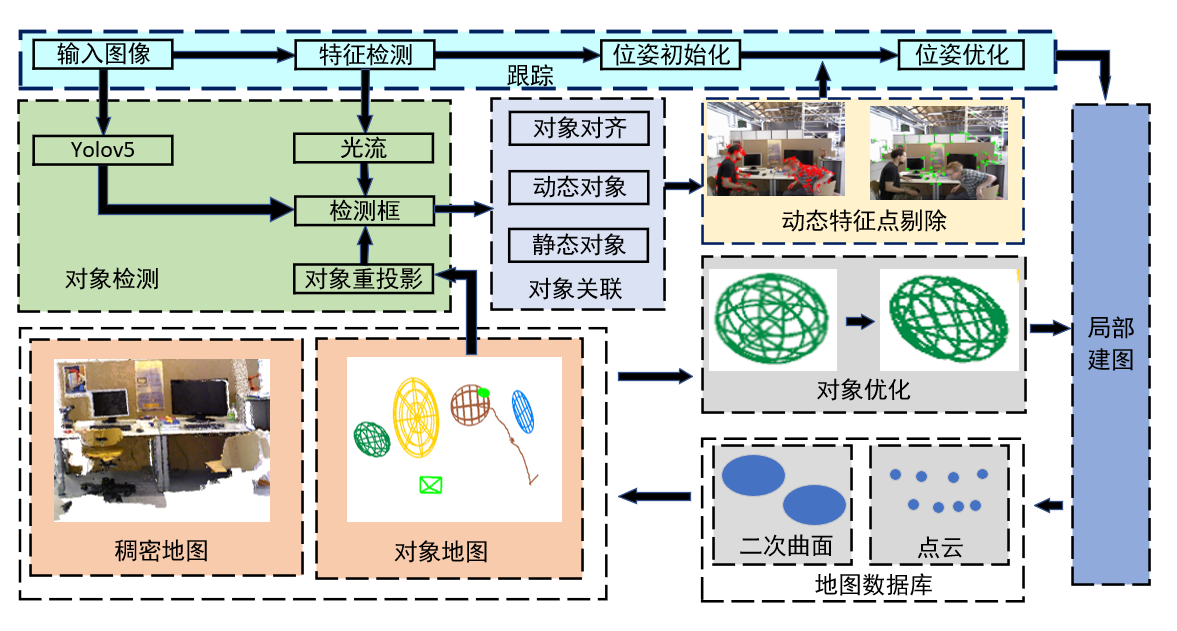 输入图像
特征检测
位姿初始化
位姿优化
跟踪
Yolov5
光流
检测框
对象重投影
对象检测
对象对齐
动态对象
静态对象
对象关联
动态特征点剔除
对象优化
局部
建图
稠密地图
对象地图
二次曲面
点云
地图数据库